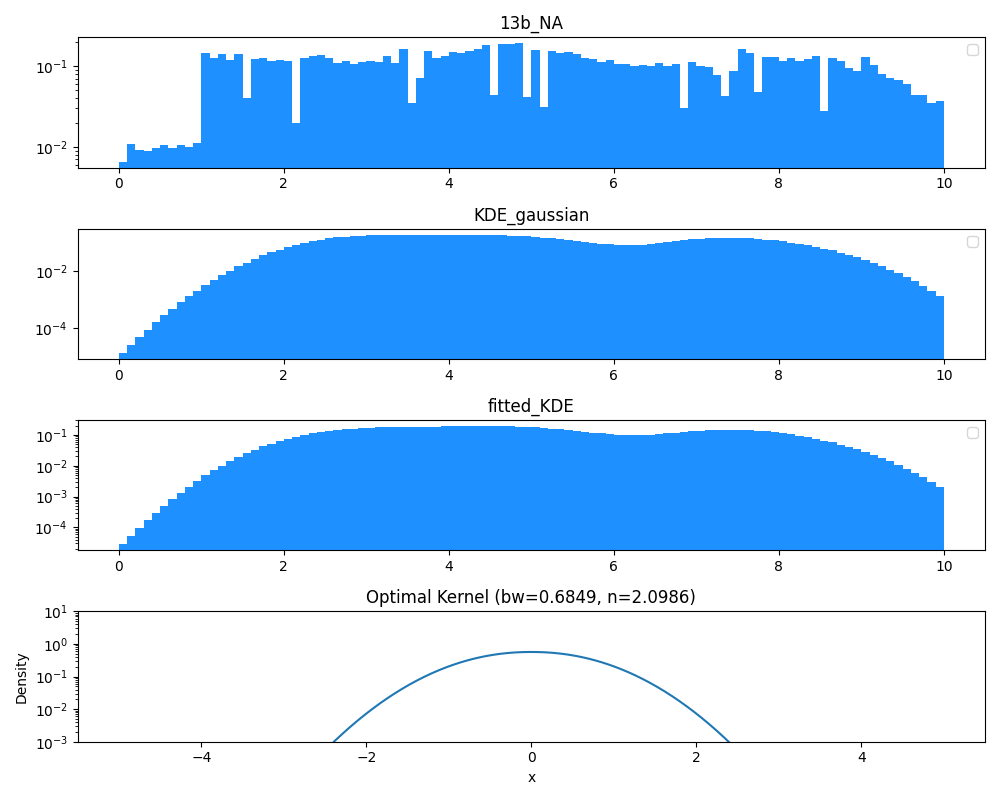 13b_NA
10⁻¹
10⁻²
0 2 4 6 8 10
KDE_gaussian
10⁻²
10⁻⁴
0 2 4 6 8 10
fitted_KDE
10⁻¹
10⁻²
10⁻³
10⁻⁴
0 2 4 6 8 10
Optimal Kernel (bw=0.6849, n=2.0986)
10¹
10⁰
10⁻¹
10⁻²
10⁻³
Density
−4 −2 0 2 4
x